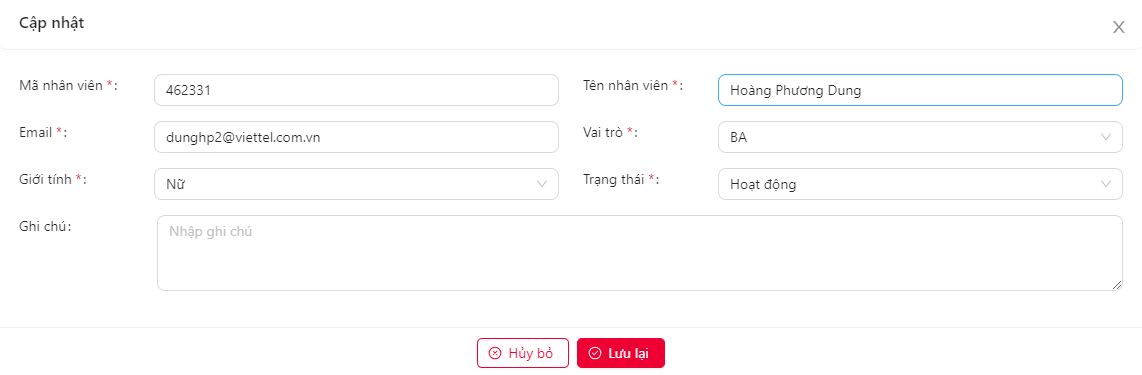 Cập nhật
Mã nhân viên *: 462331 Tên nhân viên *: Hoàng Phương Dung
Email *: dunghp2@viettel.com.vn Vai trò *: BA
Giới tính *: Nữ Trạng thái *: Hoạt động
Ghi chú: Nhập ghi chú
Hủy bỏ Lưu lại